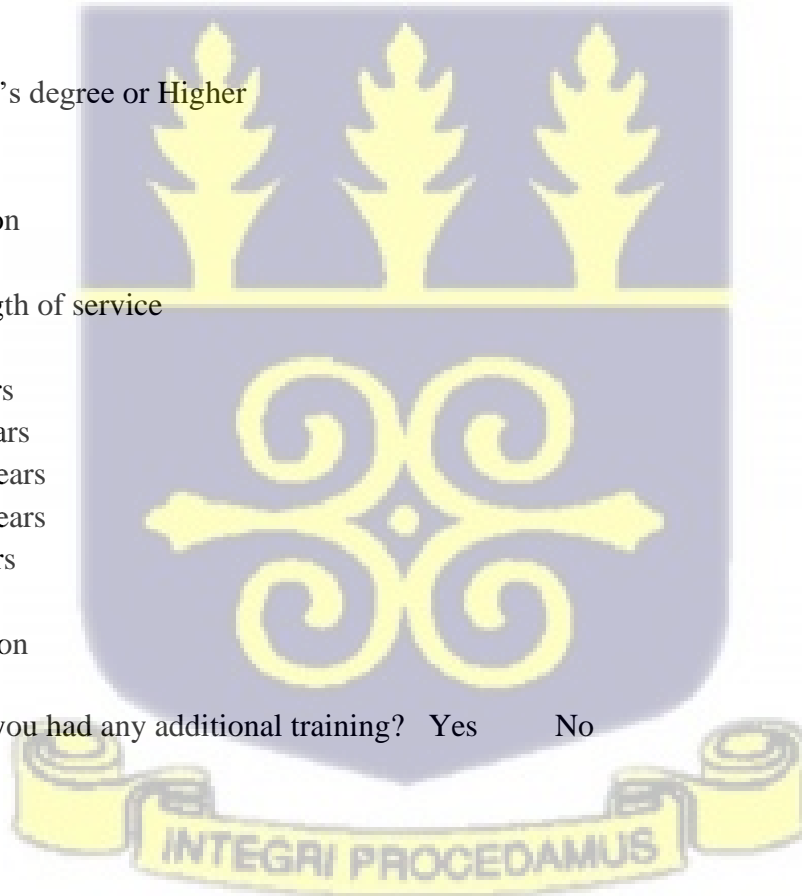 ’s degree or Higher
on
gth of service
rs
ars
ears
ears
rs
on
you had any additional training? Yes No
INTEGRI PROCEDAMUS